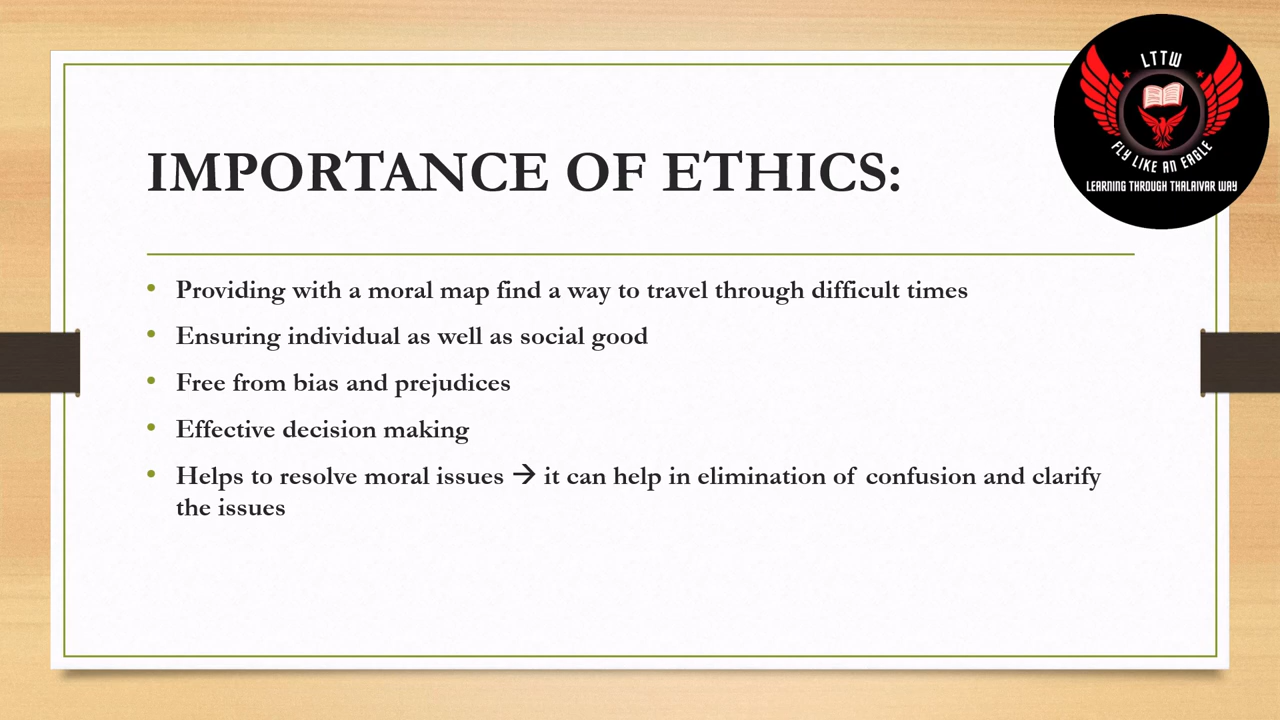 LTTW
FLY LIKE AN EAGLE
LEARNING THROUGH THALAIVAR WAY
IMPORTANCE OF ETHICS:
• Providing with a moral map find a way to travel through difficult times
• Ensuring individual as well as social good
• Free from bias and prejudices
• Effective decision making
• Helps to resolve moral issues → it can help in elimination of confusion and clarify
the issues